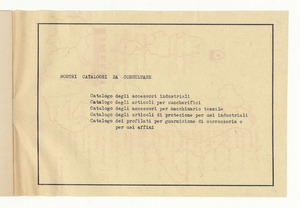 NOSTRI CATALOGHI DA CONSULTARE
Catalogo degli accessori industriali
Catalogo degli articoli per zuccherifici
Catalogo degli accessori per macchinario tessile
Catalogo degli articoli di protezione per usi industriali
Catalogo dei profilati per guarnizione di carrozzeria e
per usi affini